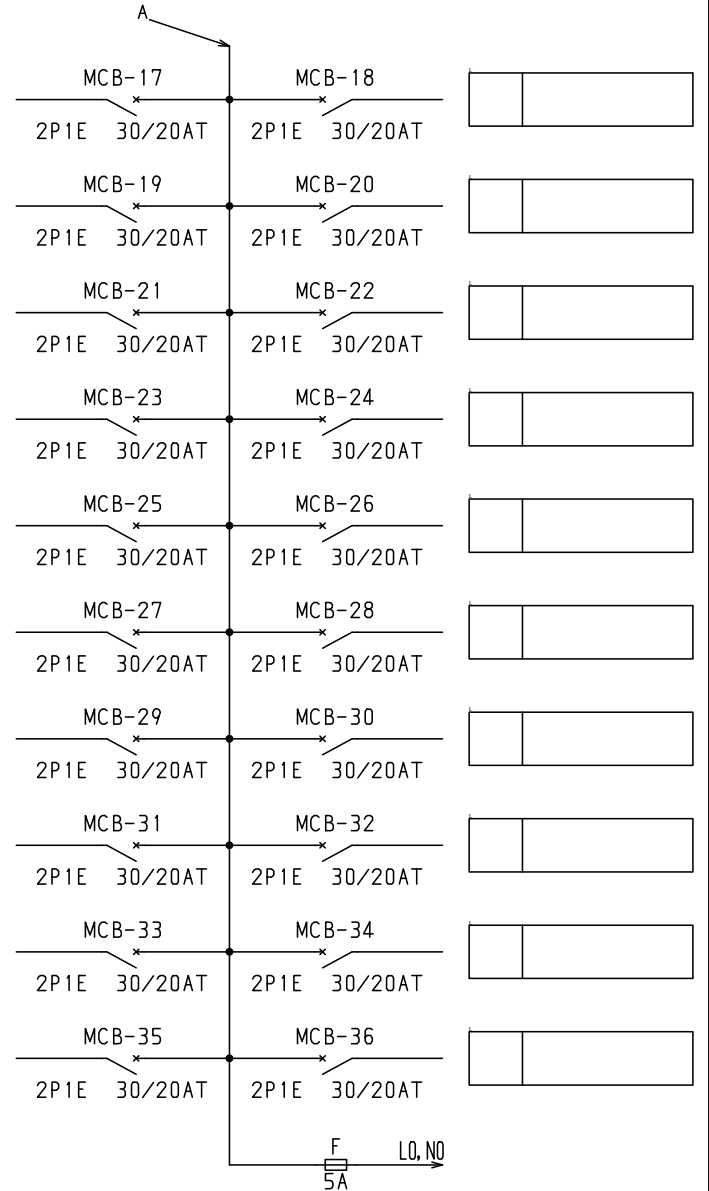 A
MCB-17 MCB-18
2P1E 30/20AT 2P1E 30/20AT
MCB-19 MCB-20
2P1E 30/20AT 2P1E 30/20AT
MCB-21 MCB-22
2P1E 30/20AT 2P1E 30/20AT
MCB-23 MCB-24
2P1E 30/20AT 2P1E 30/20AT
MCB-25 MCB-26
2P1E 30/20AT 2P1E 30/20AT
MCB-27 MCB-28
2P1E 30/20AT 2P1E 30/20AT
MCB-29 MCB-30
2P1E 30/20AT 2P1E 30/20AT
MCB-31 MCB-32
2P1E 30/20AT 2P1E 30/20AT
MCB-33 MCB-34
2P1E 30/20AT 2P1E 30/20AT
MCB-35 MCB-36
2P1E 30/20AT 2P1E 30/20AT
F L0,N0
5A